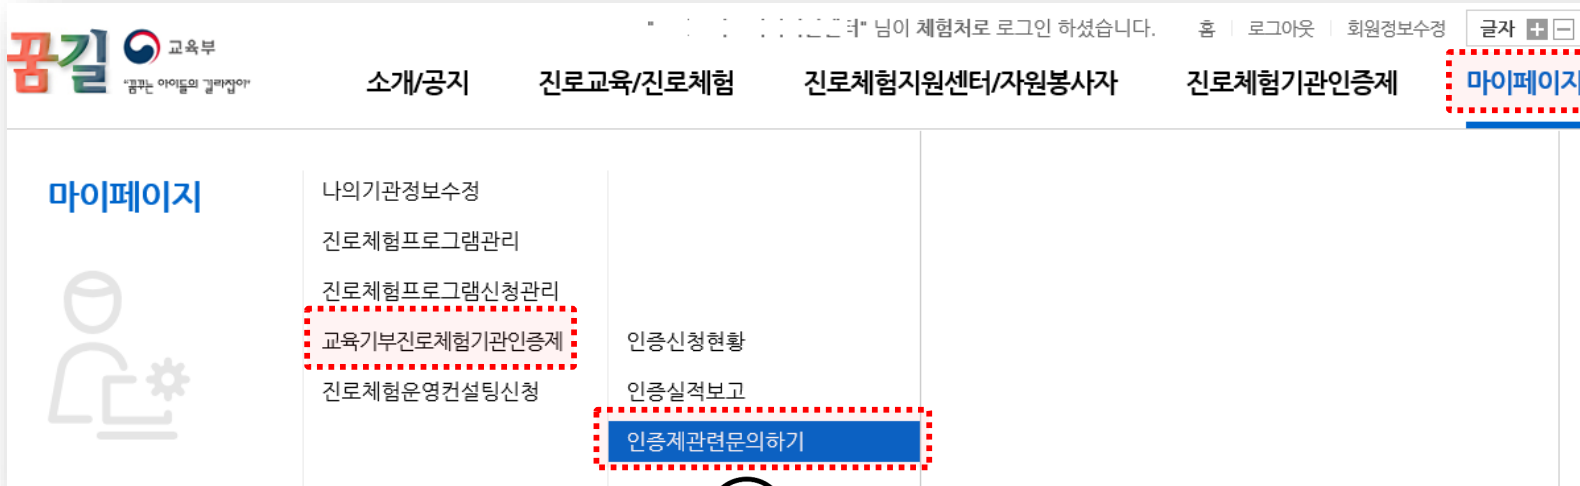 " 터" 님이 체험처로 로그인 하셨습니다. 홈 로그아웃 회원정보수정 글자
꿈길 교육부
"꿈꾸는 아이들의 길라잡이"
소개/공지 진로교육/진로체험 진로체험지원센터/자원봉사자 진로체험기관인증제 마이페이지
마이페이지
나의기관정보수정
진로체험프로그램관리
진로체험프로그램신청관리
교육기부진로체험기관인증제 인증신청현황
진로체험운영컨설팅신청 인증실적보고
인증제관련문의하기